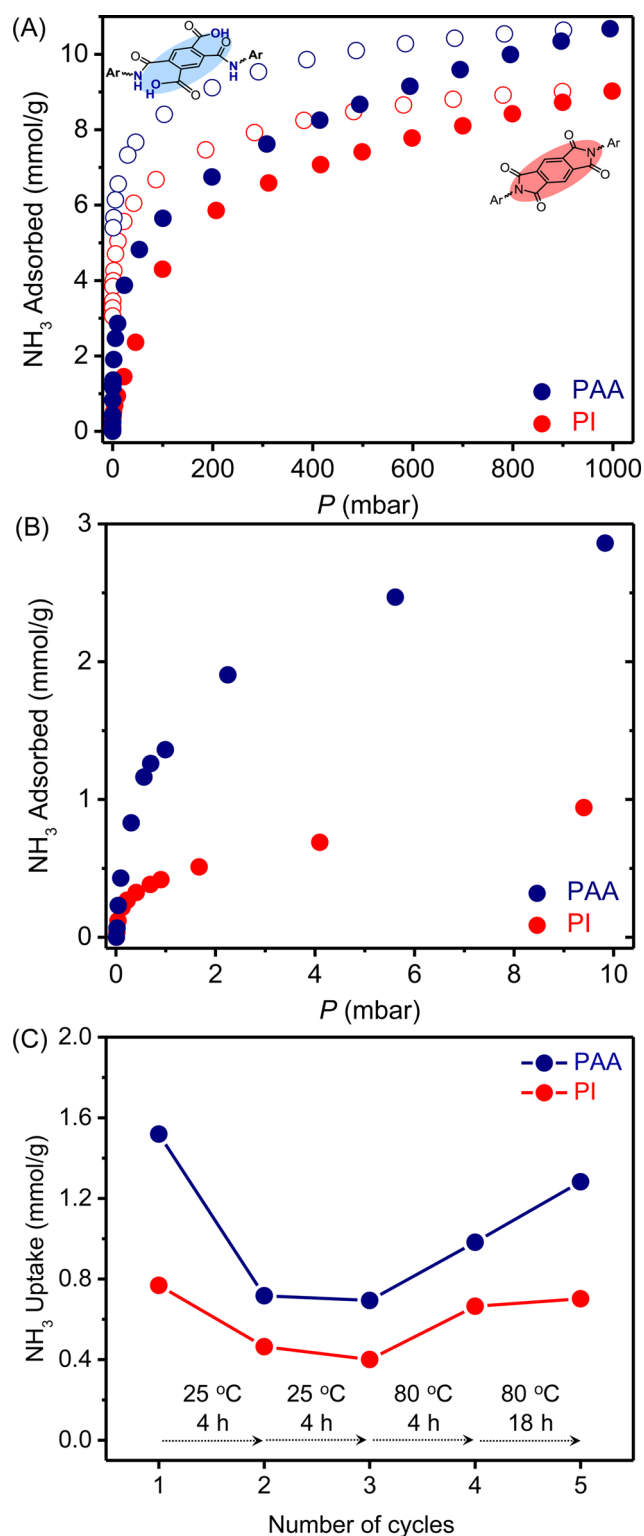 (A)
OH
O
O
Ar
N
H
O
H
O
O
N
H
Ar
O
O
N
Ar
Ar
N
O
O
NH₃ Adsorbed (mmol/g)
10
8
6
4
2
0
PAA
PI
0 200 400 600 800 1000
P (mbar)
(B)
NH₃ Adsorbed (mmol/g)
3
2
1
0
PAA
PI
0 2 4 6 8 10
P (mbar)
(C)
NH₃ Uptake (mmol/g)
2.0
1.6
1.2
0.8
0.4
0.0
PAA
PI
25 °C 25 °C 80 °C 80 °C
4 h 4 h 4 h 18 h
1 2 3 4 5
Number of cycles